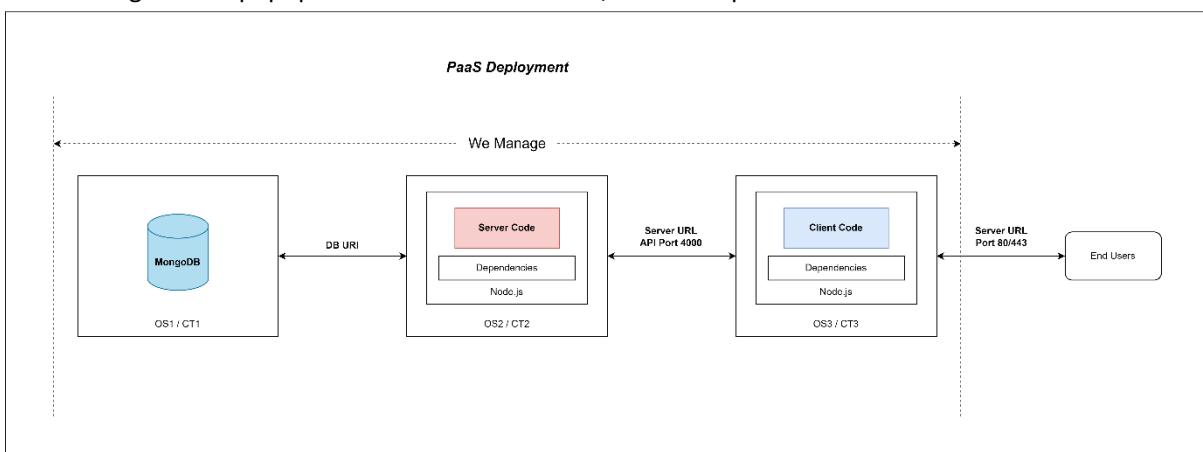 PaaS Deployment
We Manage
MongoDB
OS1 / CT1
DB URI
Server Code
Dependencies
Node.js
OS2 / CT2
Server URL
API Port 4000
Client Code
Dependencies
Node.js
OS3 / CT3
Server URL
Port 80/443
End Users